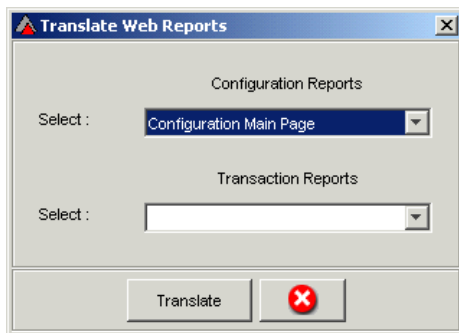 Translate Web Reports
Configuration Reports
Select :
Configuration Main Page
Transaction Reports
Select :
Translate